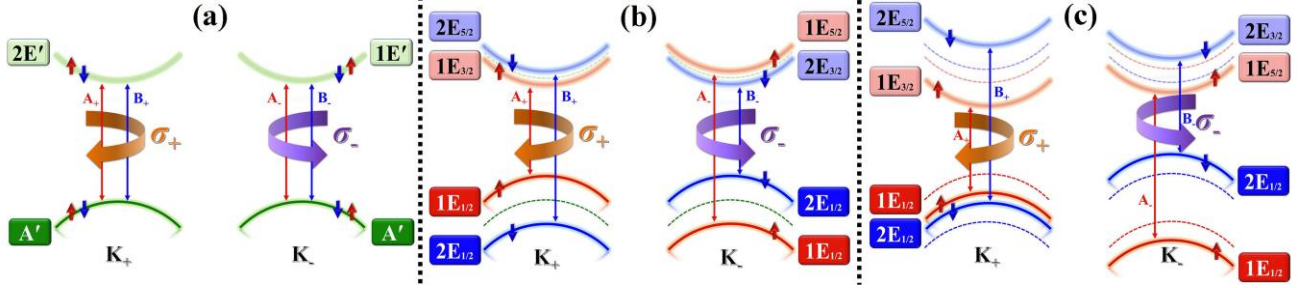 (a)
2E′
1E′
A₊
B₊
A₋
B₋
σ₊
σ₋
A′
A′
K₊
K₋
(b)
2E₅/₂
1E₃/₂
1E₅/₂
2E₃/₂
A₊
B₊
A₋
B₋
σ₊
σ₋
1E₁/₂
2E₁/₂
2E₁/₂
1E₁/₂
K₊
K₋
(c)
2E₅/₂
1E₃/₂
2E₃/₂
1E₅/₂
B₊
A₊
B₋
A₋
σ₊
σ₋
1E₁/₂
2E₁/₂
2E₁/₂
1E₁/₂
K₊
K₋